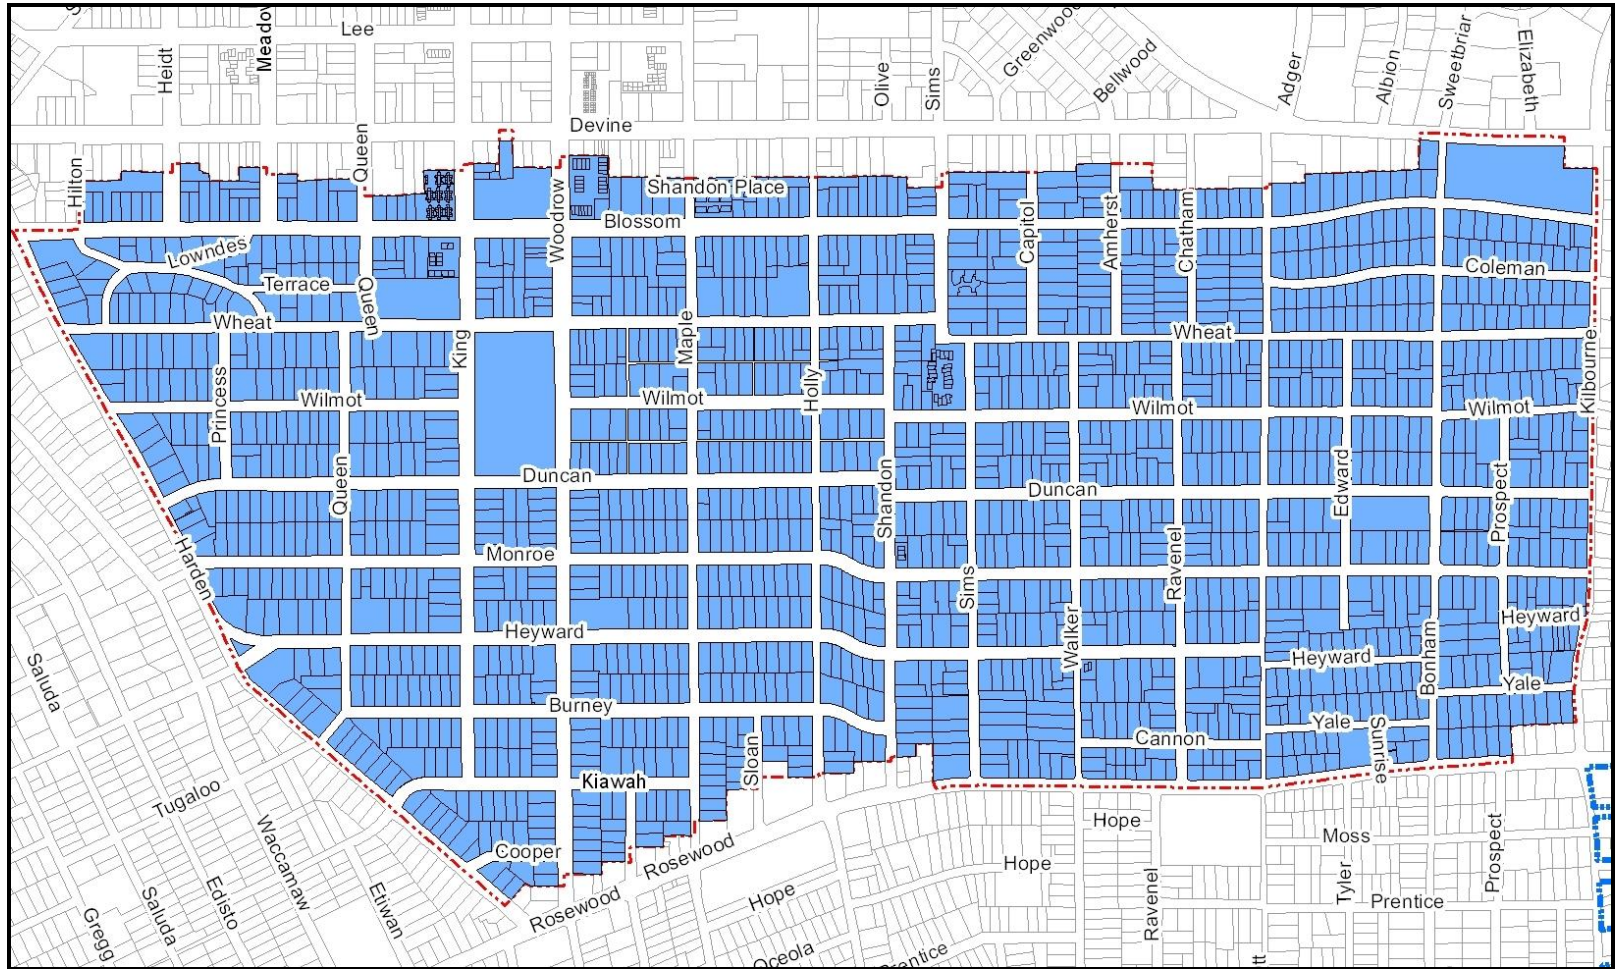 Lee
Heidt
Meadow
Olive
Sims
Greenwood
Bellwood
Adger
Albion
Sweetbriar
Elizabeth
Devine
Queen
Hilton
Woodrow
Shandon Place
Blossom
Capitol
Amherst
Chatham
Lowndes
Terrace
Queen
Coleman
Wheat
Wheat
King
Maple
Kilbourne
Princess
Wilmot
Wilmot
Holly
Wilmot
Wilmot
Duncan
Queen
Shandon
Duncan
Edward
Prospect
Harden
Monroe
Ravenel
Sims
Heyward
Walker
Heyward
Heyward
Bonham
Saluda
Burney
Yale
Yale
Sunrise
Cannon
Sloan
Kiawah
Tugaloo
Waccamaw
Cooper
Rosewood
Rosewood
Hope
Hope
Moss
Prospect
Tyler
Prentice
Ravenel
Hope
Etiwan
Edisto
Saluda
Gregg
Oceola